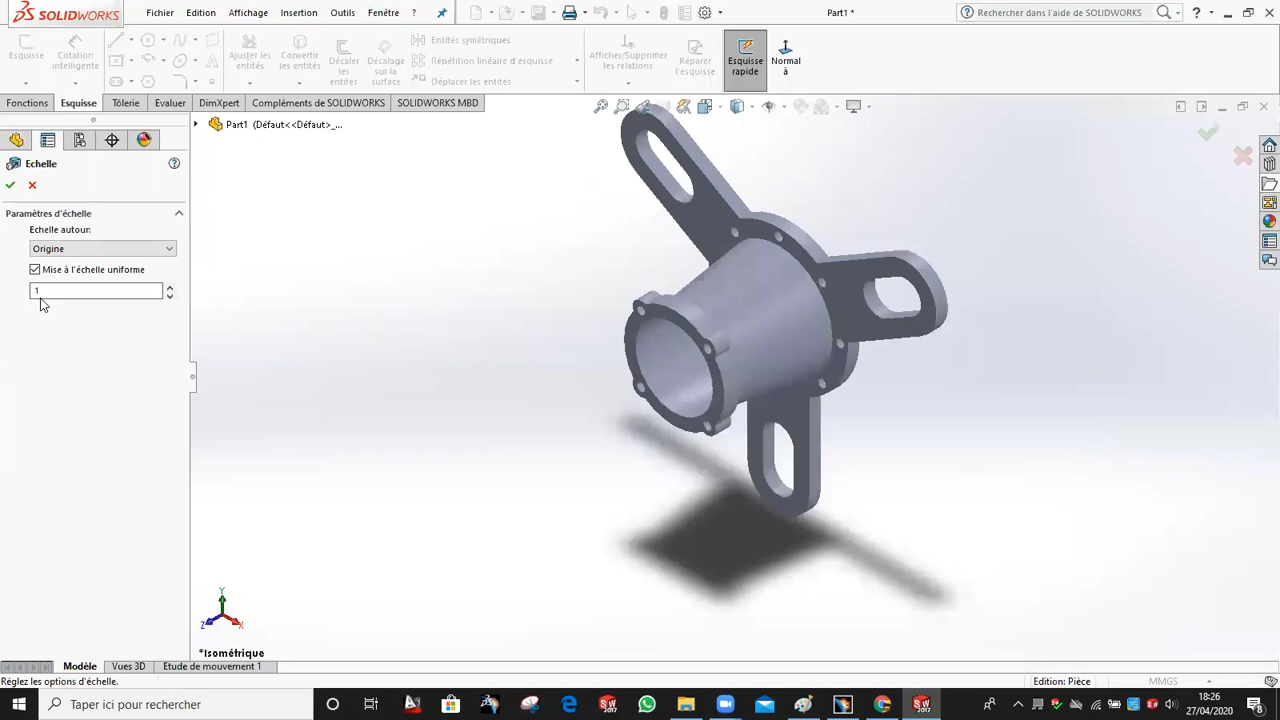 SOLIDWORKS Fichier Edition Affichage Insertion Outils Fenêtre Part1 * Rechercher dans l'aide de SOLIDWORKS ?
Esquisse
Cotation intelligente
Ajuster les entités
Convertir les entités
Décaler les entités
Décalage sur la surface
Entités symétriques
Répétition linéaire d'esquisse
Déplacer les entités
Afficher/Supprimer les relations
Réparer l'esquisse
Esquisse rapide
Normal à
Fonctions Esquisse Tôlerie Evaluer DimXpert Compléments de SOLIDWORKS SOLIDWORKS MBD
Part1 (Défaut<<Défaut>_...
Echelle
Paramètres d'échelle
Echelle autour:
Origine
Mise à l'échelle uniforme
1
Y
Z
X
*Isométrique
Modèle Vues 3D Etude de mouvement 1
Réglez les options d'échelle. Edition: Pièce MMGS
Taper ici pour rechercher
18:26
27/04/2020